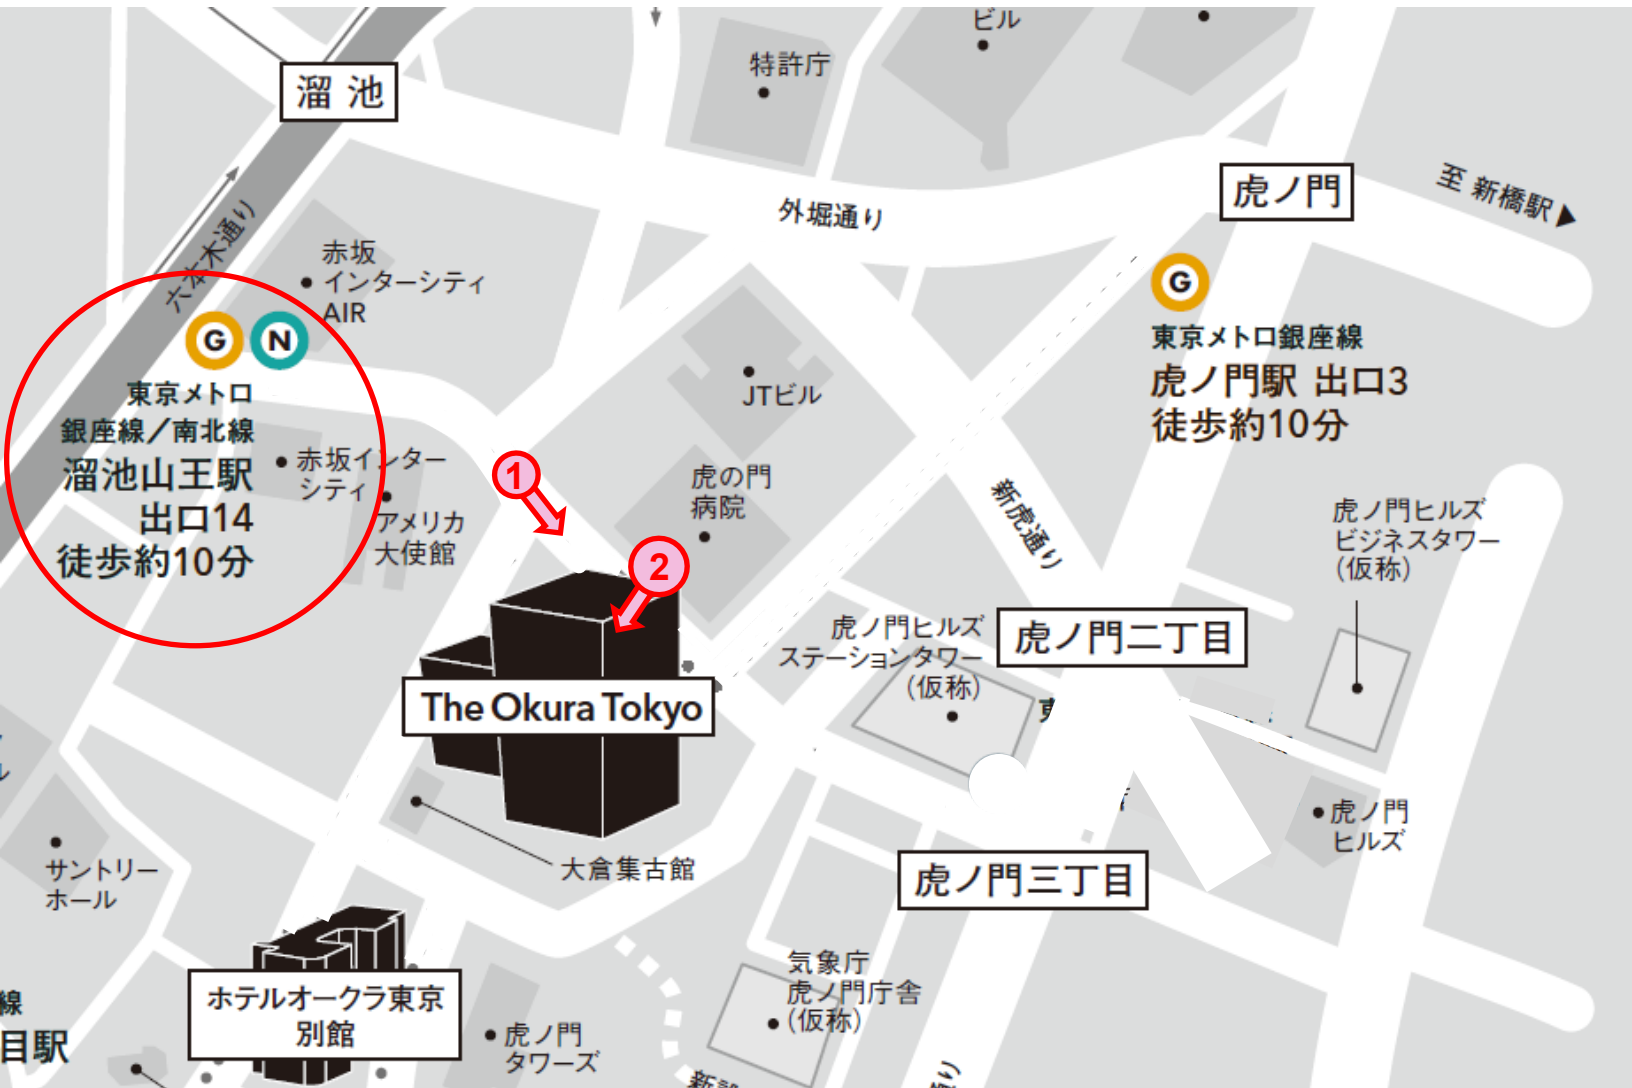 ビル
特許庁
溜池
外堀通り
虎ノ門
至 新橋駅▶
六本木通り
赤坂
インターシティ
AIR
G
N
東京メトロ
銀座線／南北線
溜池山王駅
出口14
徒歩約10分
赤坂インター
シティ
アメリカ
大使館
1
2
JTビル
虎の門
病院
G
東京メトロ銀座線
虎ノ門駅 出口3
徒歩約10分
新虎通り
虎ノ門ヒルズ
ビジネスタワー
(仮称)
虎ノ門ヒルズ
ステーションタワー
(仮称)
虎ノ門二丁目
The Okura Tokyo
大倉集古館
サントリー
ホール
虎ノ門
ヒルズ
虎ノ門三丁目
ホテルオークラ東京
別館
虎ノ門
タワーズ
気象庁
虎ノ門庁舎
(仮称)
線
目駅
通り